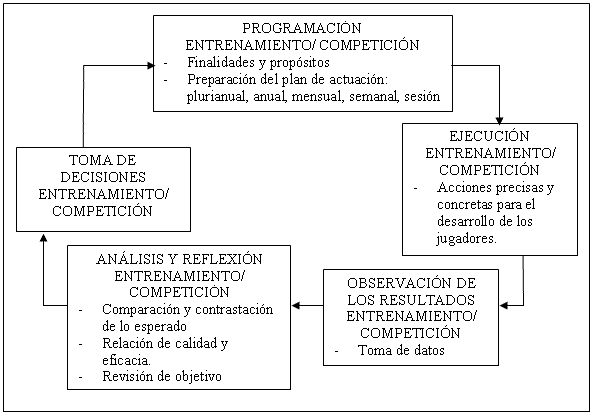 PROGRAMACIÓN
ENTRENAMIENTO/ COMPETICIÓN
- Finalidades y propósitos
- Preparación del plan de actuación:
plurianual, anual, mensual, semanal, sesión
EJECUCIÓN
ENTRENAMIENTO/
COMPETICIÓN
- Acciones precisas y
concretas para el
desarrollo de los
jugadores.
OBSERVACIÓN DE
LOS RESULTADOS
ENTRENAMIENTO/
COMPETICIÓN
- Toma de datos
ANÁLISIS Y REFLEXIÓN
ENTRENAMIENTO/
COMPETICIÓN
- Comparación y contrastación
de lo esperado
- Relación de calidad y
eficacia.
- Revisión de objetivo
TOMA DE
DECISIONES
ENTRENAMIENTO/
COMPETICIÓN